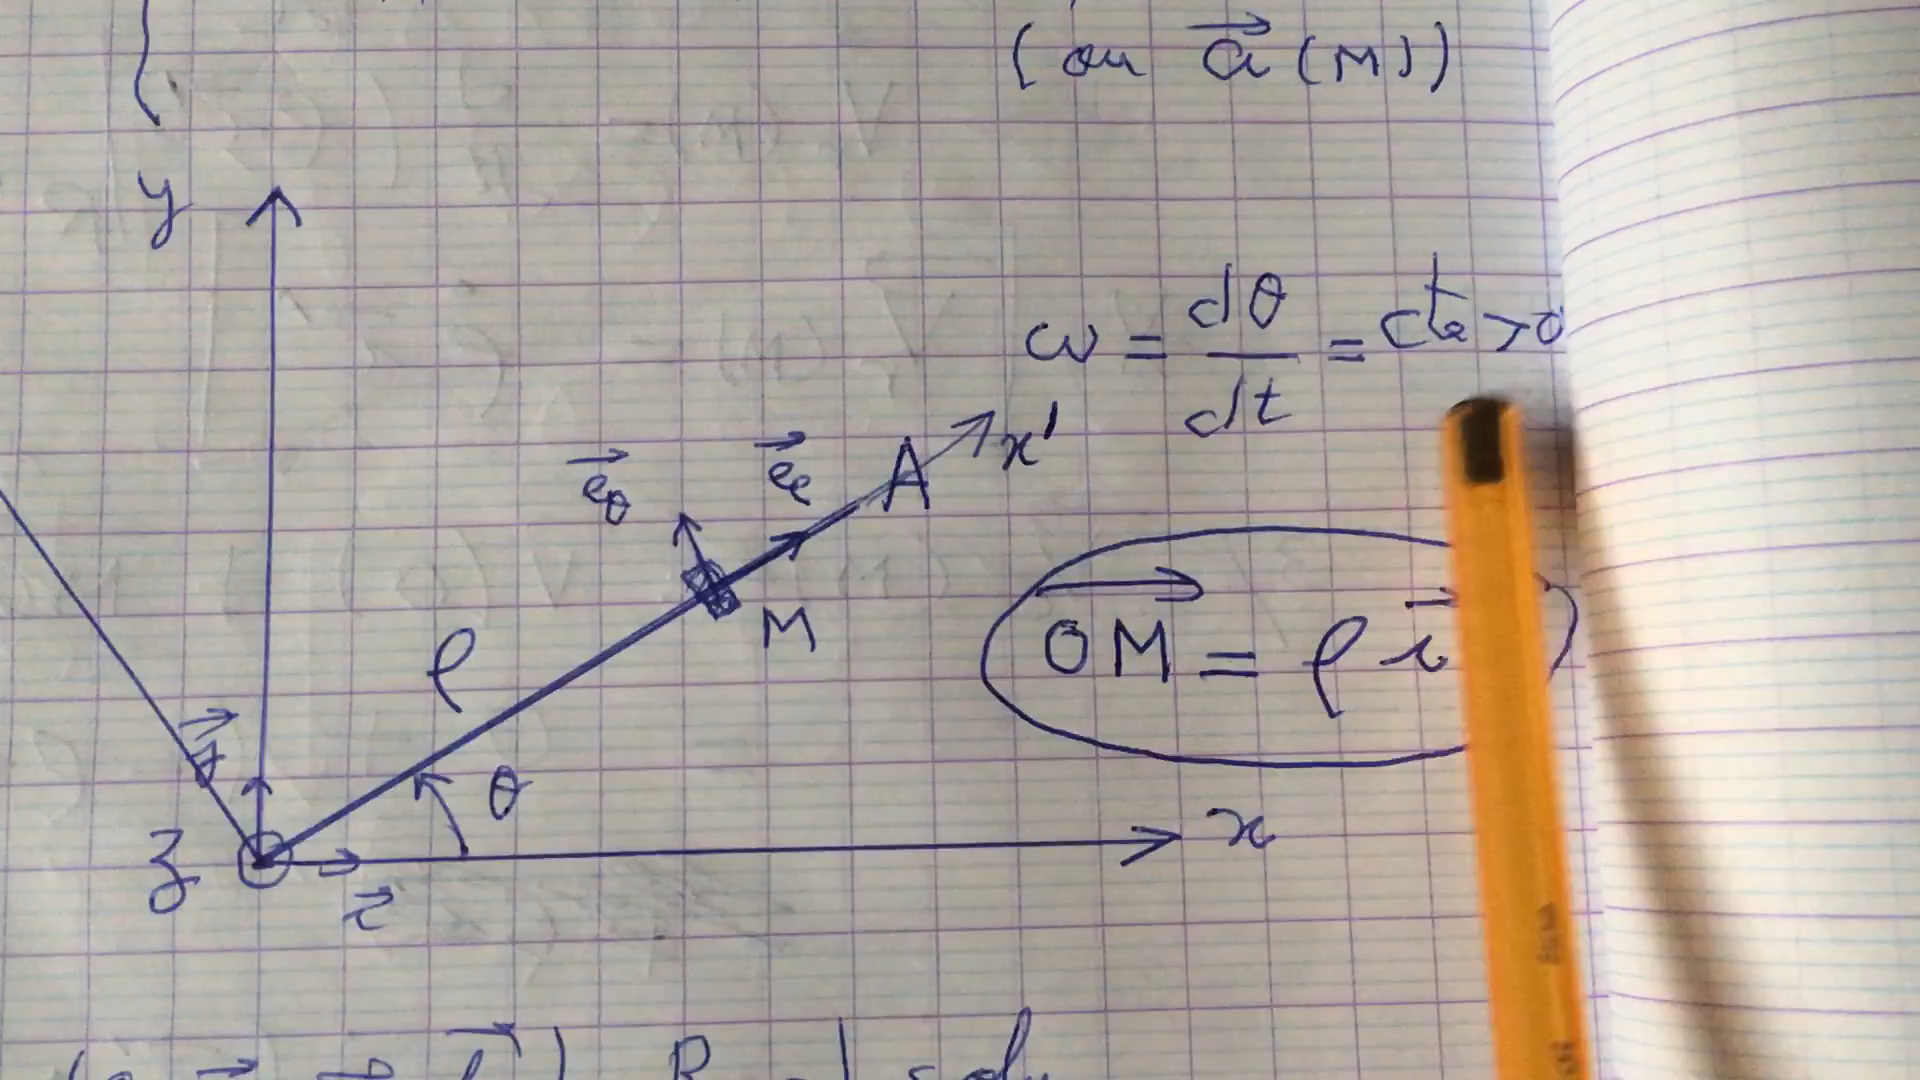 (ou a⃗ (M))
y
ω = dθ/dt = cte >0
x'
A
e⃗θ
e⃗ρ
M
ρ
OM⃗ = ρ i⃗
θ
z
x
i⃗